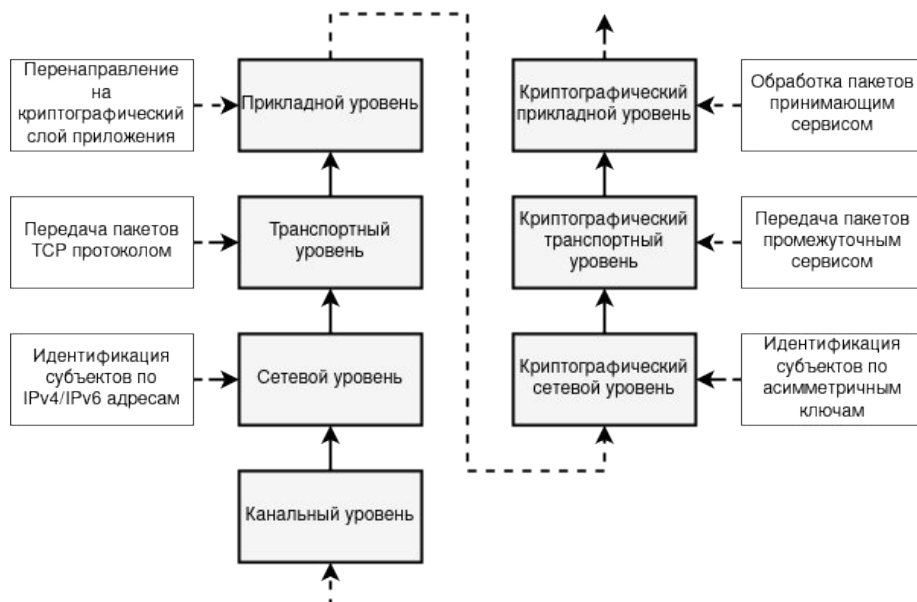 Перенаправление
на
криптографический
слой приложения
Прикладной уровень
Криптографический
прикладной уровень
Обработка пакетов
принимающим
сервисом
Передача пакетов
TCP протоколом
Транспортный
уровень
Криптографический
транспортный
уровень
Передача пакетов
промежуточным
сервисом
Идентификация
субъектов по
IPv4/IPv6 адресам
Сетевой уровень
Криптографический
сетевой уровень
Идентификация
субъектов по
асимметричным
ключам
Канальный уровень